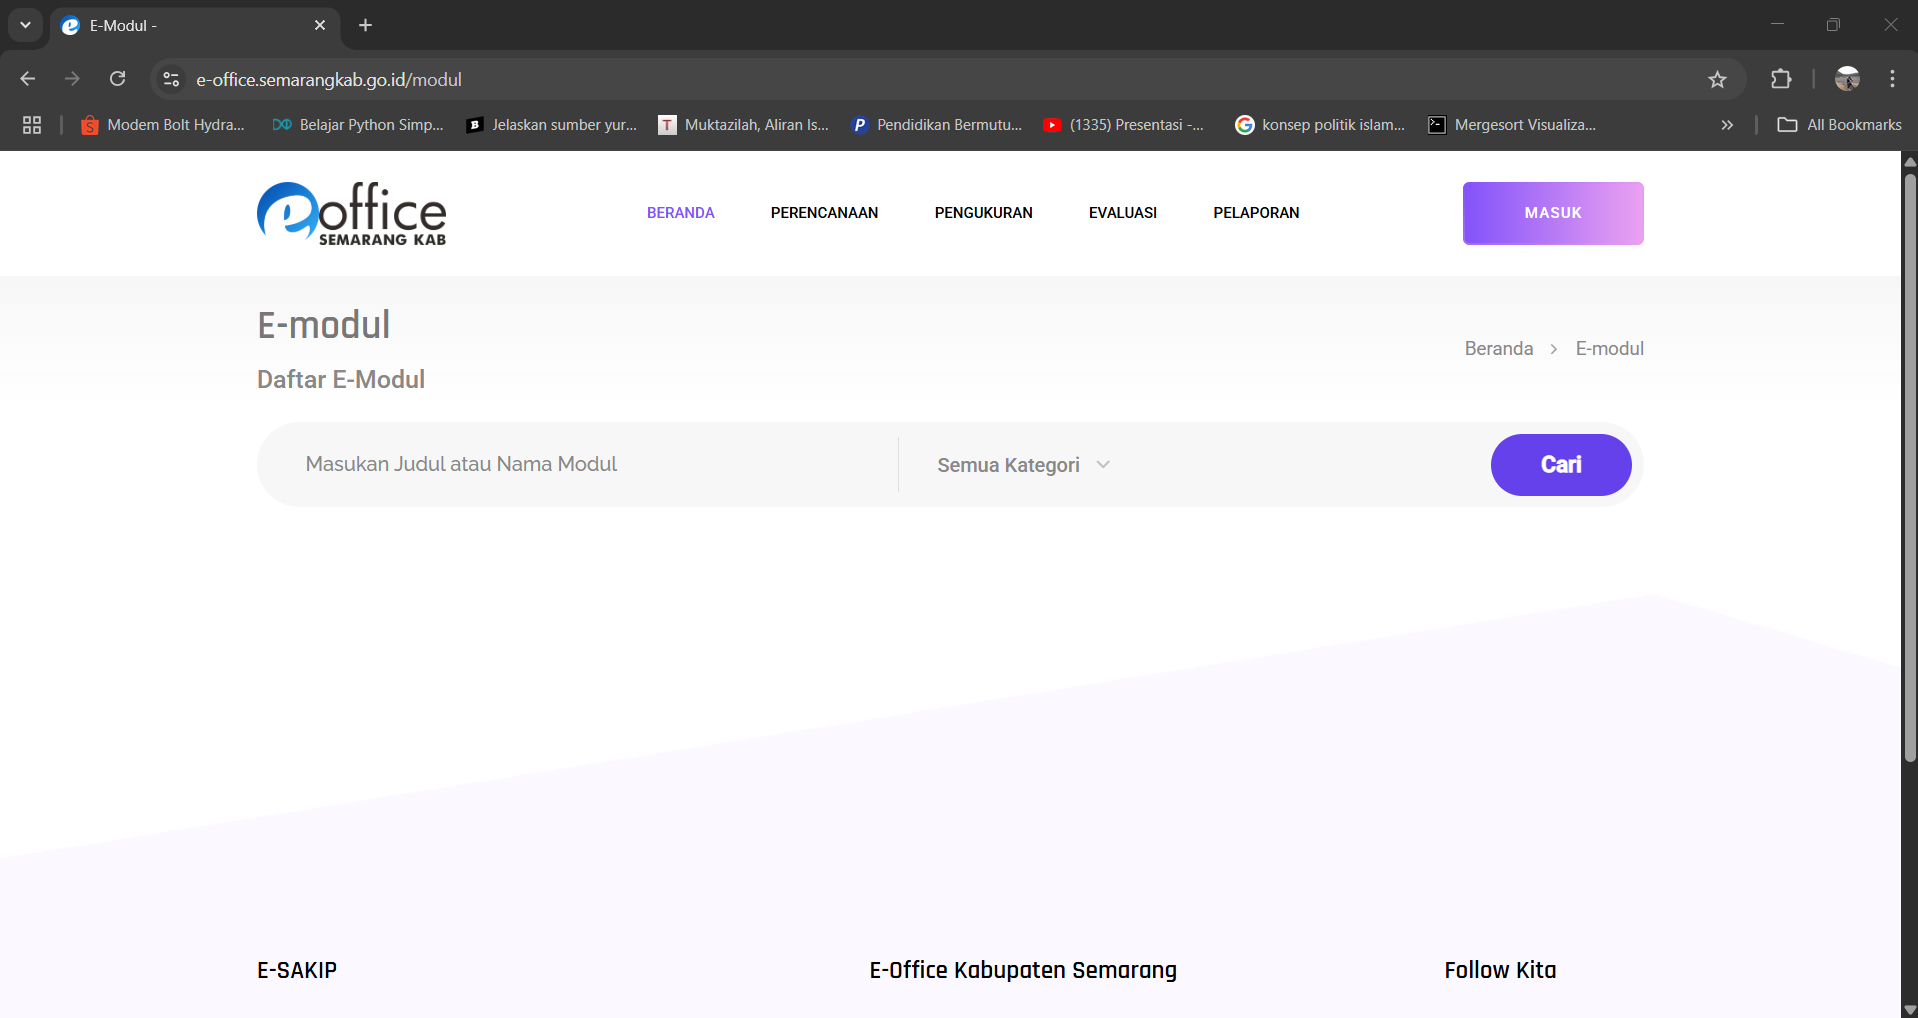 E-Modul -
e-office.semarangkab.go.id/modul
Modem Bolt Hydra...
Belajar Python Simp...
Jelaskan sumber yur...
Muktazilah, Aliran Is...
Pendidikan Bermutu...
(1335) Presentasi -...
konsep politik islam...
Mergesort Visualiza...
All Bookmarks
eoffice
SEMARANG KAB
BERANDA
PERENCANAAN
PENGUKURAN
EVALUASI
PELAPORAN
MASUK
E-modul
Daftar E-Modul
Beranda > E-modul
Masukan Judul atau Nama Modul
Semua Kategori
Cari
E-SAKIP
E-Office Kabupaten Semarang
Follow Kita